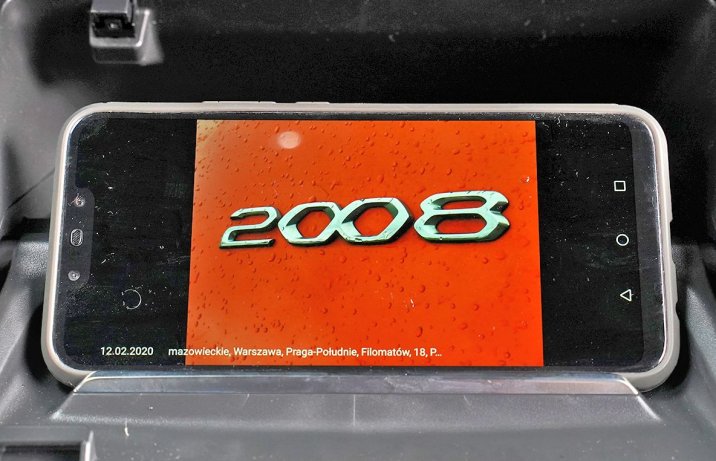 2008
12.02.2020 mazowieckie, Warszawa, Praga-Południe, Filomatów, 18, P...